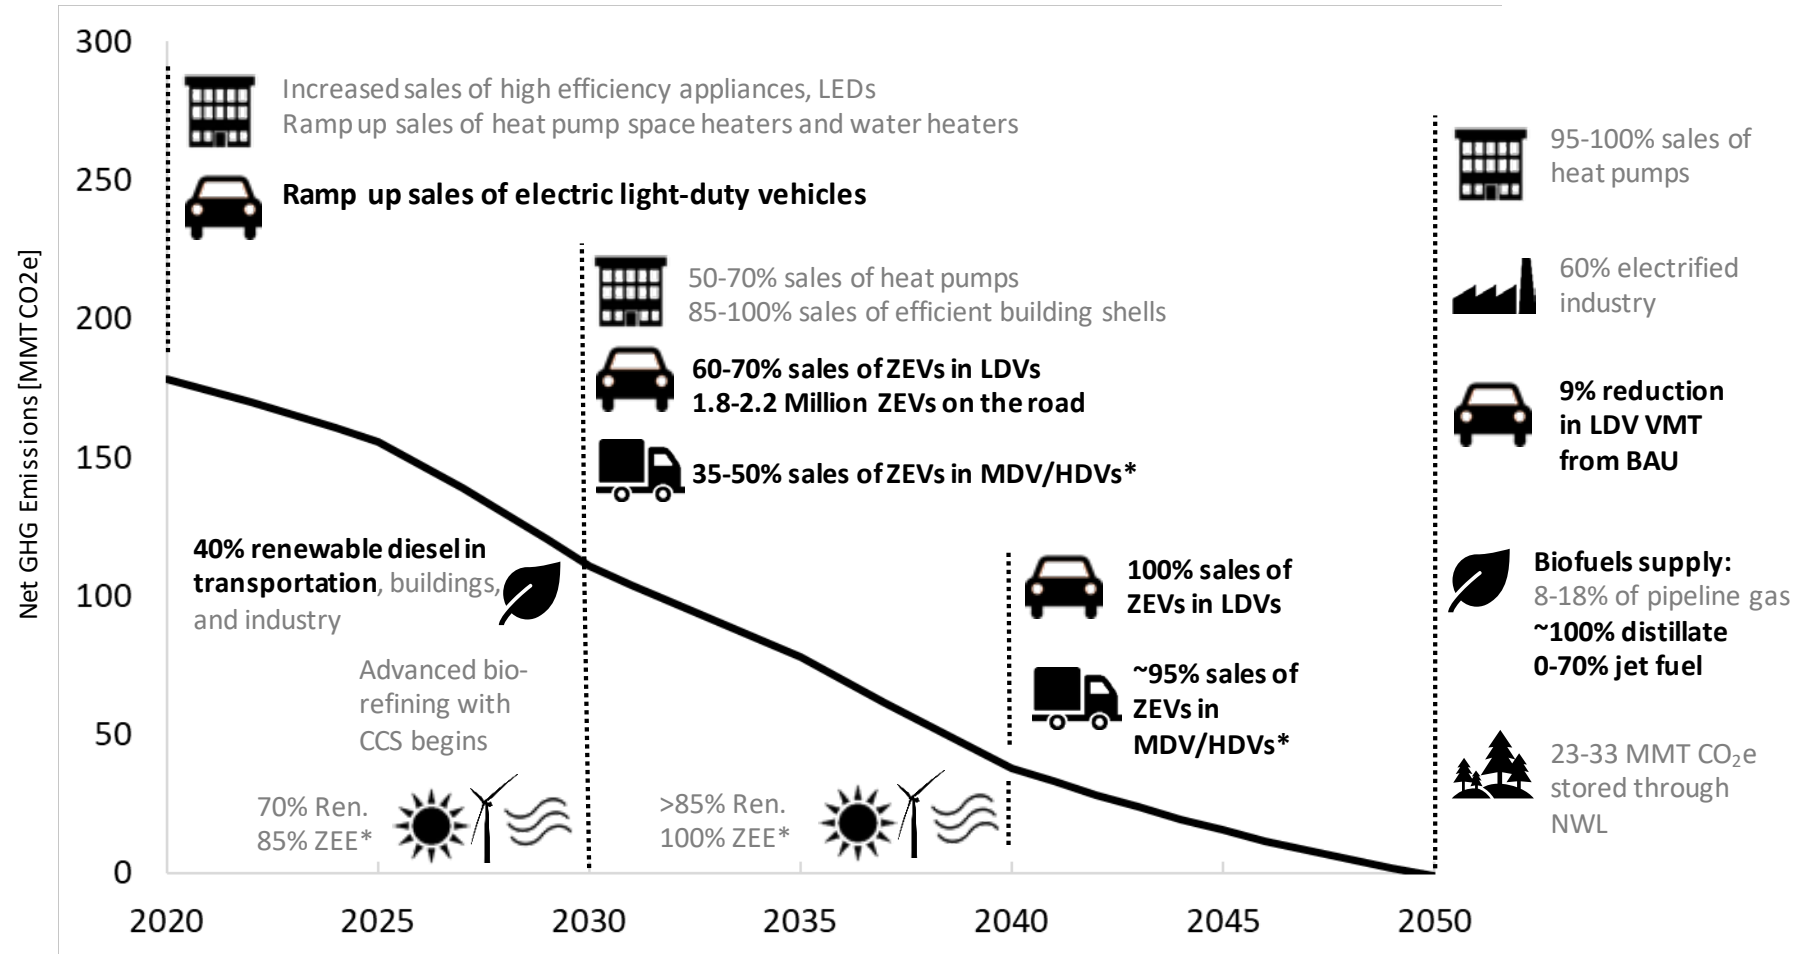 Net GHG Emissions [MMT CO2e]
300
250
200
150
100
50
0
Increased sales of high efficiency appliances, LEDs
Ramp up sales of heat pump space heaters and water heaters
Ramp up sales of electric light-duty vehicles
50-70% sales of heat pumps
85-100% sales of efficient building shells
60-70% sales of ZEVs in LDVs
1.8-2.2 Million ZEVs on the road
35-50% sales of ZEVs in MDV/HDVs*
40% renewable diesel in
transportation, buildings,
and industry
Advanced bio-
refining with
CCS begins
70% Ren.
85% ZEE*
>85% Ren.
100% ZEE*
100% sales of
ZEVs in LDVs
~95% sales of
ZEVs in
MDV/HDVs*
95-100% sales of
heat pumps
60% electrified
industry
9% reduction
in LDV VMT
from BAU
Biofuels supply:
8-18% of pipeline gas
~100% distillate
0-70% jet fuel
23-33 MMT CO₂e
stored through
NWL
2020 2025 2030 2035 2040 2045 2050